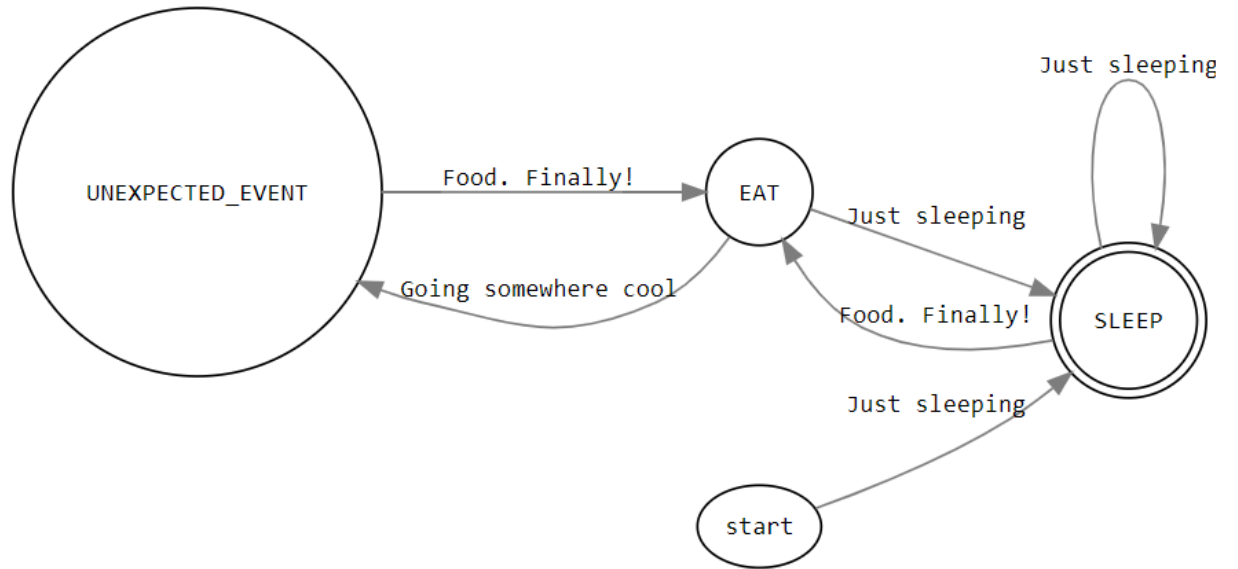 Just sleeping
Food. Finally!
UNEXPECTED_EVENT
EAT
Just sleeping
Going somewhere cool
Food. Finally!
SLEEP
Just sleeping
start